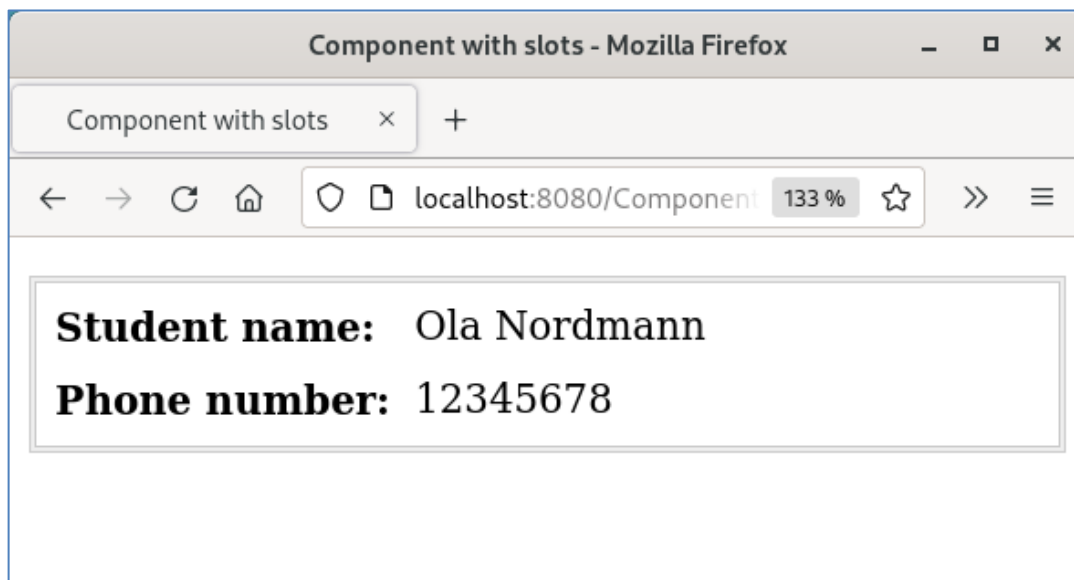 Component with slots - Mozilla Firefox
Component with slots
localhost:8080/Component 133 %
Student name: Ola Nordmann
Phone number: 12345678